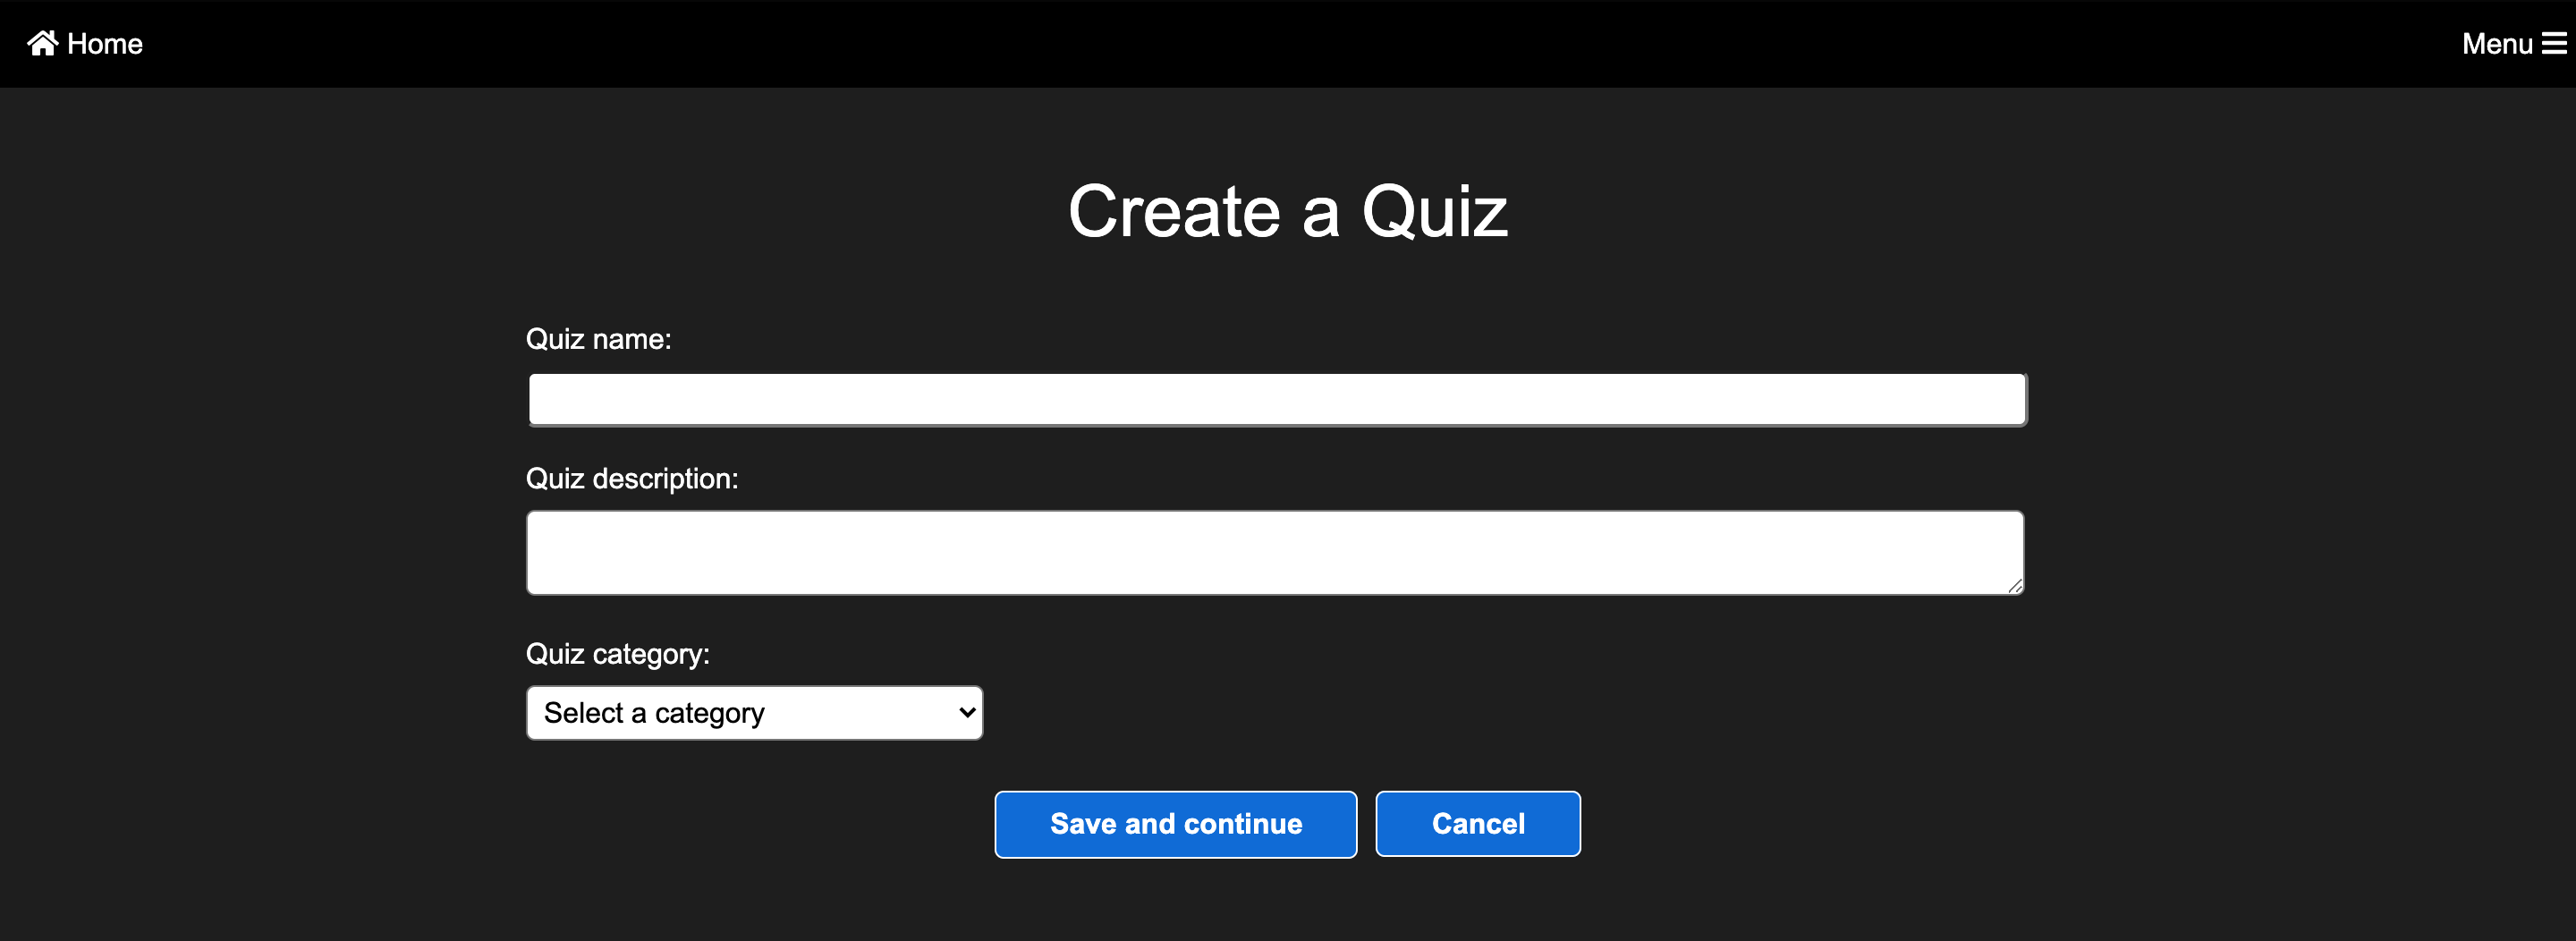 Home
Menu
Create a Quiz
Quiz name:
Quiz description:
Quiz category:
Select a category
Save and continue
Cancel